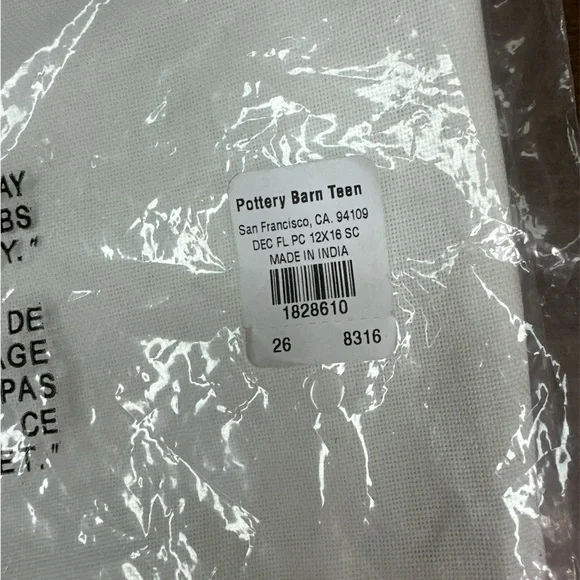 AY
BS
Y."
DE
AGE
PAS
CE
ET."
Pottery Barn Teen
San Francisco, CA. 94109
DEC FL PC 12X16 SC
MADE IN INDIA
1828610
26 8316